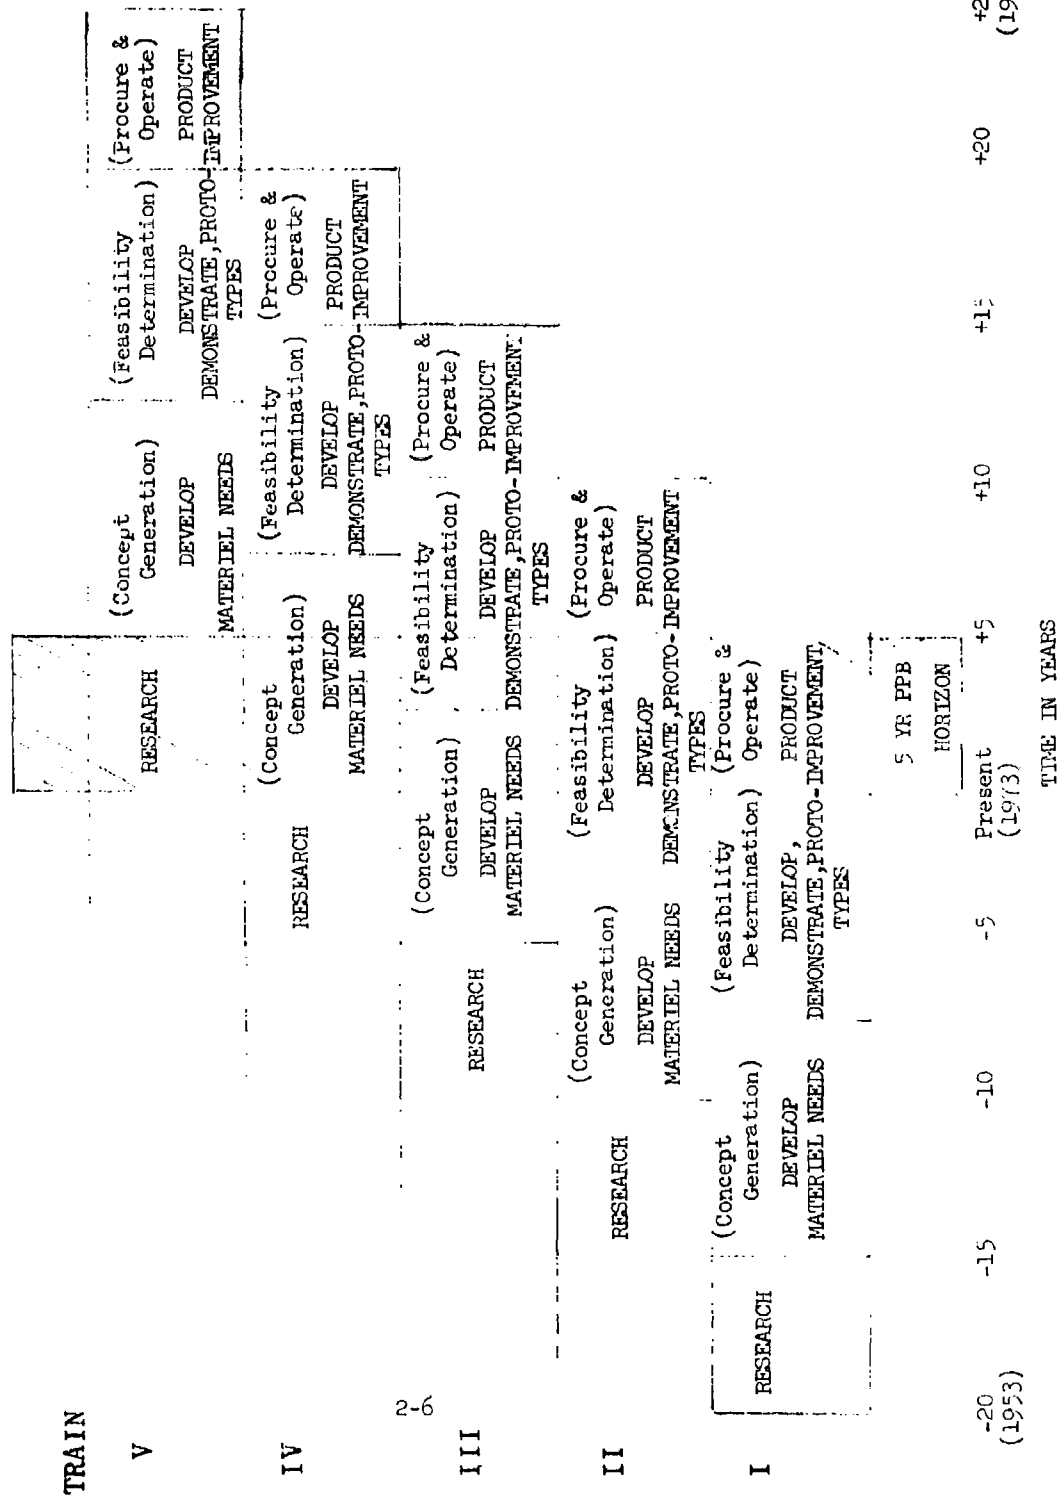 TRAIN
V
RESEARCH
(Concept
Generation)
DEVELOP
MATERIEL NEEDS
(Feasibility
Determination)
DEVELOP
DEMONSTRATE,PROTO-
TYPES
(Procure &
Operate)
PRODUCT
IMPROVEMENT
IV
RESEARCH
(Concept
Generation)
DEVELOP
MATERIEL NEEDS
(Feasibility
Determination)
DEVELOP
DEMONSTRATE,PROTO-
TYPES
(Procure &
Operate)
PRODUCT
IMPROVEMENT
2-6
III
RESEARCH
(Concept
Generation)
DEVELOP
MATERIEL NEEDS
(Feasibility
Determination)
DEVELOP
DEMONSTRATE,PROTO-
TYPES
(Procure &
Operate)
PRODUCT
IMPROVEMENT
II
RESEARCH
(Concept
Generation)
DEVELOP
MATERIEL NEEDS
(Feasibility
Determination)
DEVELOP
DEMONSTRATE,PROTO-
TYPES
(Procure &
Operate)
PRODUCT
IMPROVEMENT
I
RESEARCH
(Concept
Generation)
DEVELOP
MATERIEL NEEDS
(Feasibility
Determination)
DEVELOP,
DEMONSTRATE,PROTO-
TYPES
(Procure &
Operate)
PRODUCT
IMPROVEMENT
5 YR PPB
HORIZON
-20 -15 -10 -5 Present +5 +10 +15 +20
(1953) (1973)
TIME IN YEARS